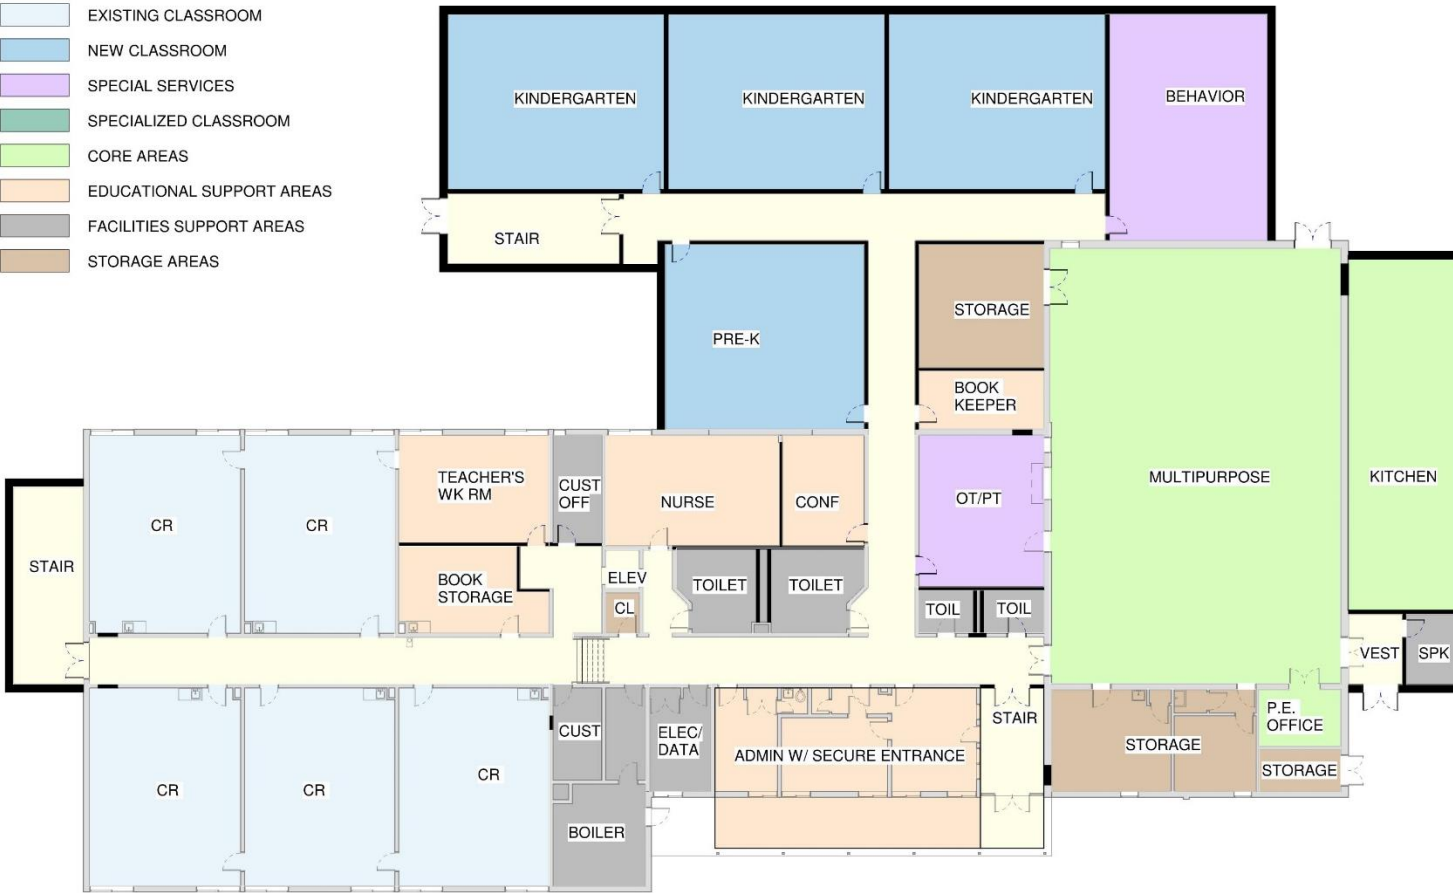 EXISTING CLASSROOM
NEW CLASSROOM
SPECIAL SERVICES
SPECIALIZED CLASSROOM
CORE AREAS
EDUCATIONAL SUPPORT AREAS
FACILITIES SUPPORT AREAS
STORAGE AREAS
KINDERGARTEN
KINDERGARTEN
KINDERGARTEN
BEHAVIOR
STAIR
STORAGE
PRE-K
BOOK
KEEPER
TEACHER'S
WK RM
CUST
OFF
NURSE
CONF
OT/PT
MULTIPURPOSE
KITCHEN
CR
CR
STAIR
BOOK
STORAGE
ELEV
CL
TOILET
TOILET
TOIL
TOIL
VEST
SPK
CR
CR
CR
CUST
ELEC/
DATA
ADMIN W/ SECURE ENTRANCE
STAIR
STORAGE
P.E.
OFFICE
STORAGE
BOILER